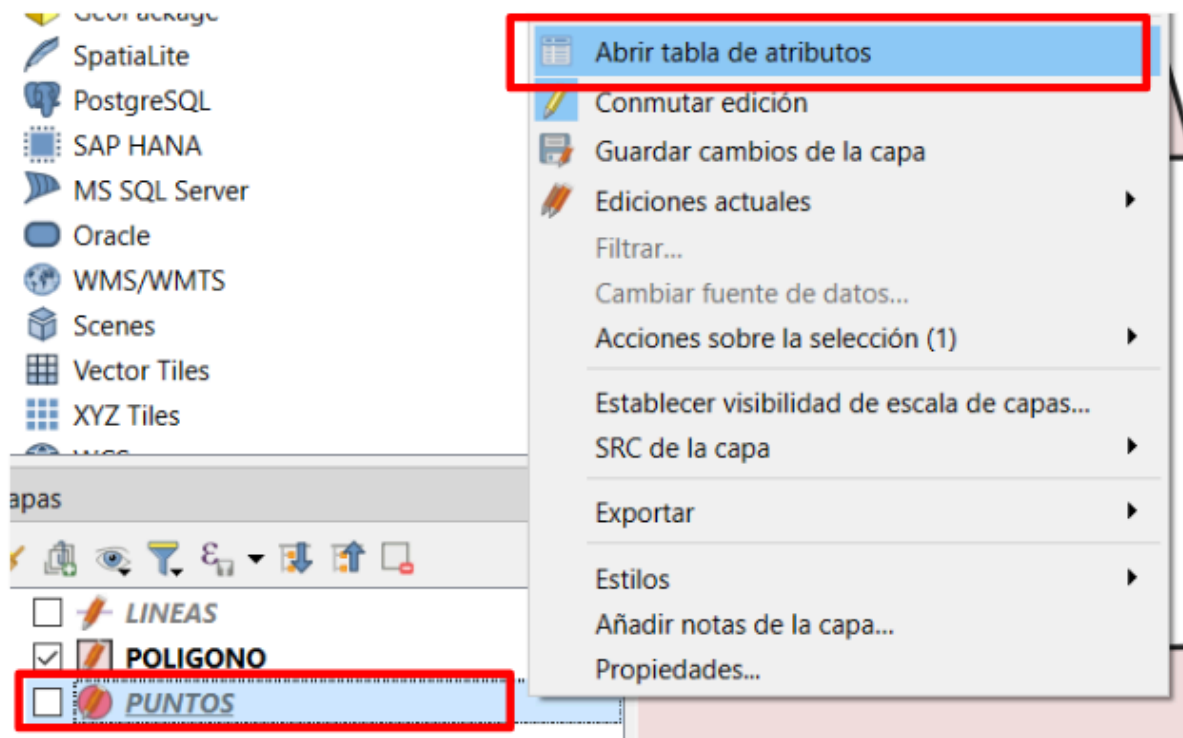 GeoPackage
SpatiaLite
PostgreSQL
SAP HANA
MS SQL Server
Oracle
WMS/WMTS
Scenes
Vector Tiles
XYZ Tiles
WCS
apas
LINEAS
POLIGONO
PUNTOS
Abrir tabla de atributos
Conmutar edición
Guardar cambios de la capa
Ediciones actuales
Filtrar...
Cambiar fuente de datos...
Acciones sobre la selección (1)
Establecer visibilidad de escala de capas...
SRC de la capa
Exportar
Estilos
Añadir notas de la capa...
Propiedades...